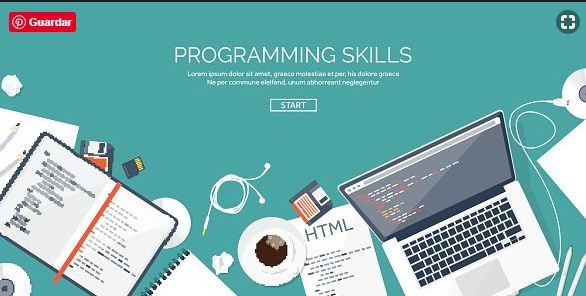 Guardar
PROGRAMMING SKILLS
Lorem ipsum dolor sit amet, graeco molestiae et per, his dolore graece
Ne per commune eleifend, unum abhorreant neglegentur
START
HTML